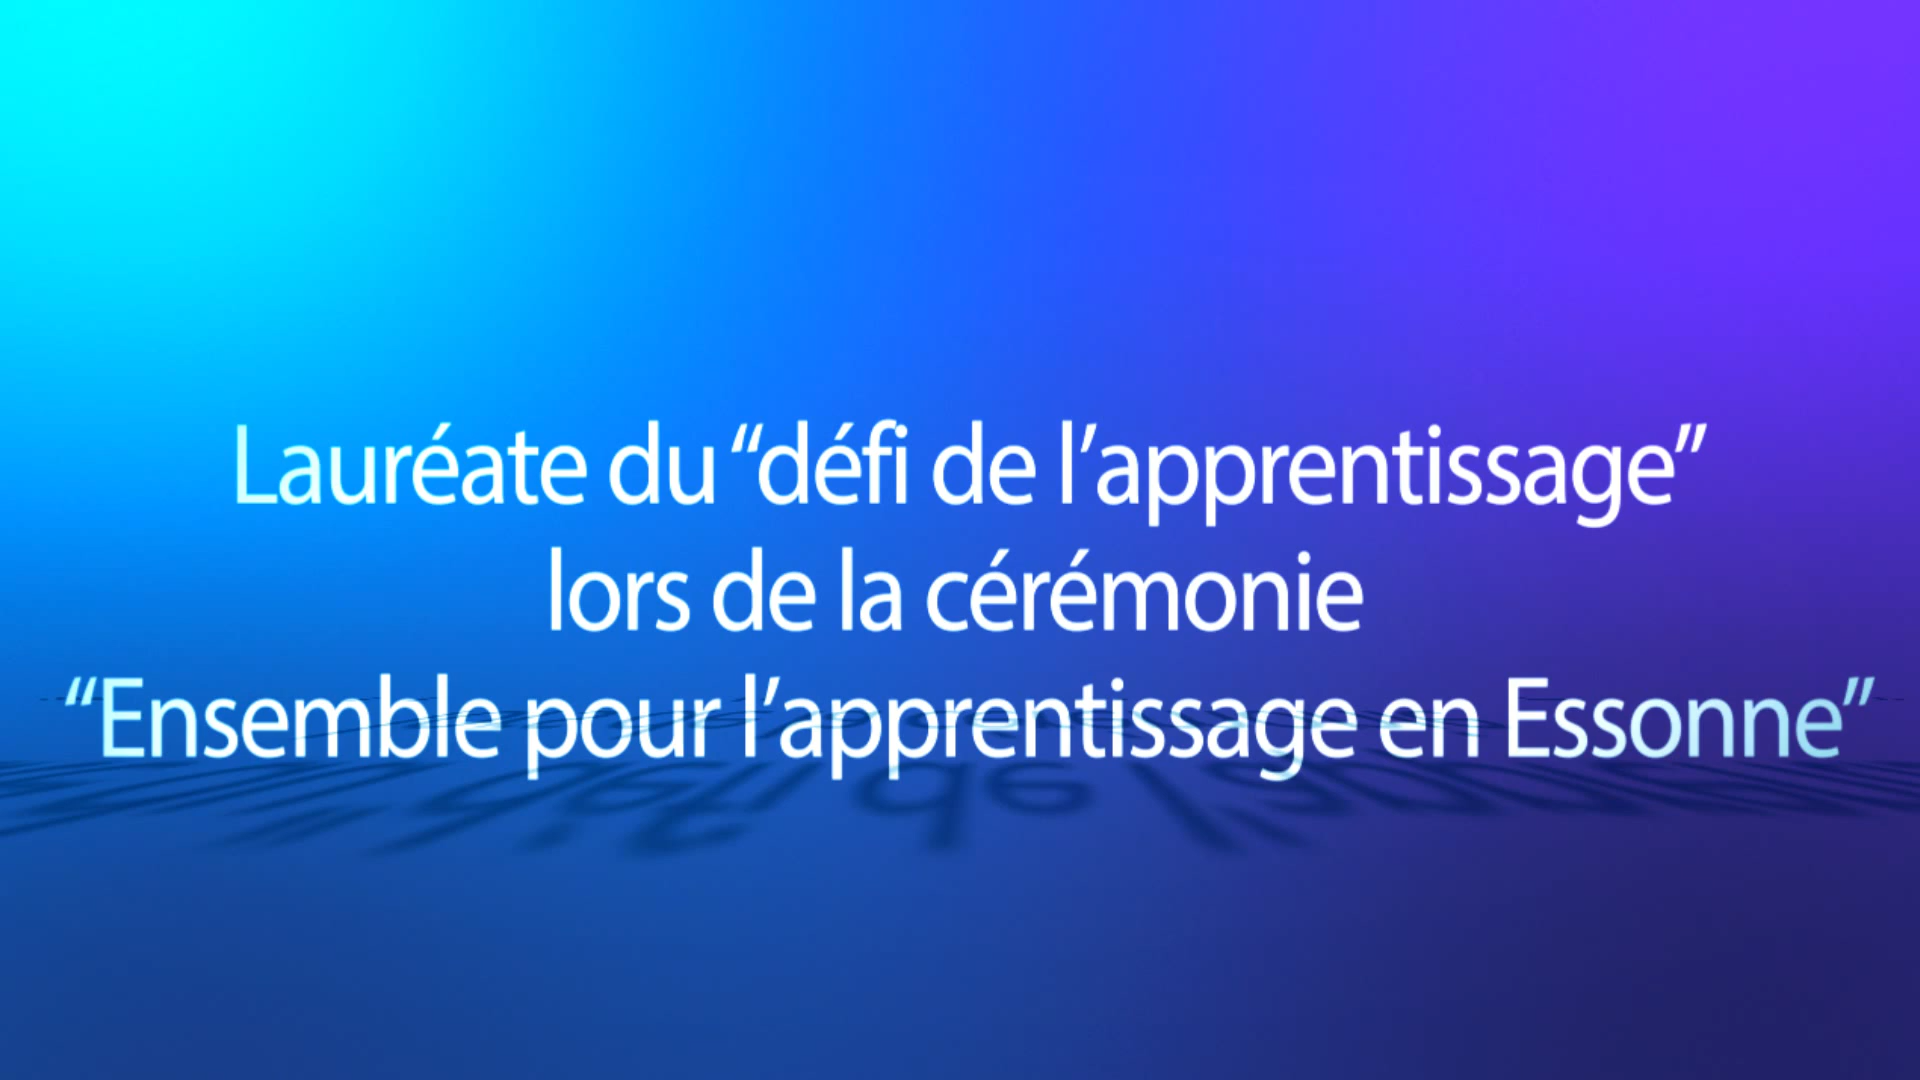 Lauréate du “défi de l’apprentissage”
lors de la cérémonie
“Ensemble pour l’apprentissage en Essonne”